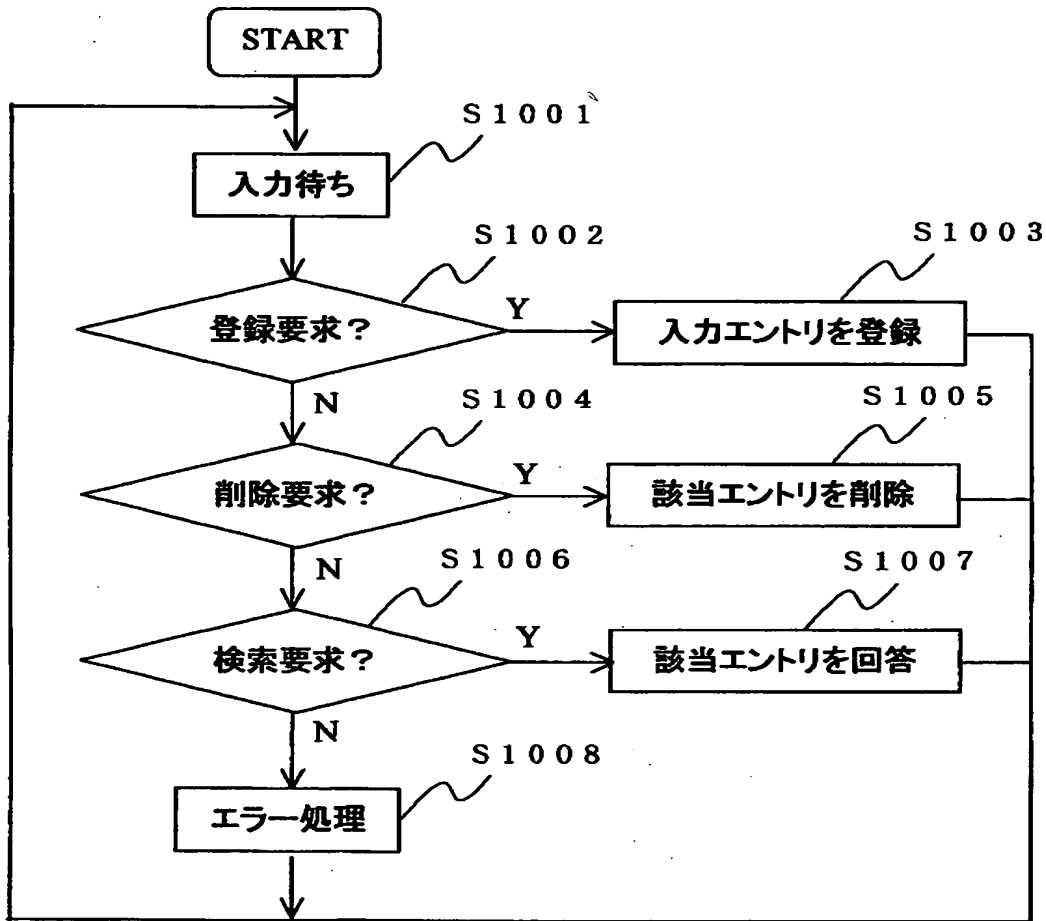 START
S1001
入力待ち
S1002
S1003
登録要求？
Y
入力エントリを登録
N
S1004
S1005
削除要求？
Y
該当エントリを削除
N
S1006
S1007
検索要求？
Y
該当エントリを回答
N
S1008
エラー処理